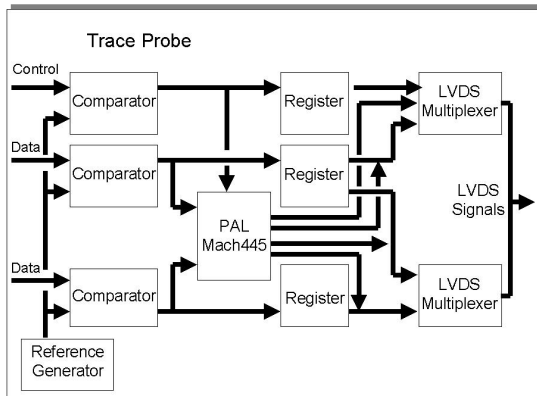 Trace Probe
Control
Comparator
Register
LVDS
Multiplexer
Data
Comparator
Register
LVDS
Signals
PAL
Mach445
Data
Comparator
Register
LVDS
Multiplexer
Reference
Generator